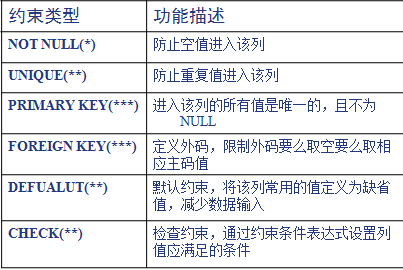 约束类型 功能描述
NOT NULL(*) 防止空值进入该列
UNIQUE(**) 防止重复值进入该列
PRIMARY KEY(***) 进入该列的所有值是唯一的，且不为
NULL
FOREIGN KEY(***) 定义外码，限制外码要么取空要么取相
应主码值
DEFUALUT(**) 默认约束，将该列常用的值定义为缺省
值，减少数据输入
CHECK(**) 检查约束，通过约束条件表达式设置列
值应满足的条件